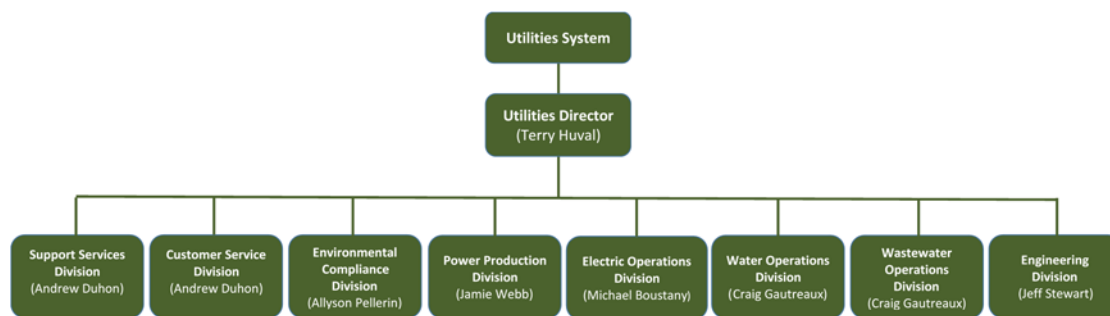 Utilities System
Utilities Director
(Terry Huval)
Support Services
Division
(Andrew Duhon)
Customer Service
Division
(Andrew Duhon)
Environmental
Compliance
Division
(Allyson Pellerin)
Power Production
Division
(Jamie Webb)
Electric Operations
Division
(Michael Boustany)
Water Operations
Division
(Craig Gautreaux)
Wastewater
Operations
Division
(Craig Gautreaux)
Engineering
Division
(Jeff Stewart)